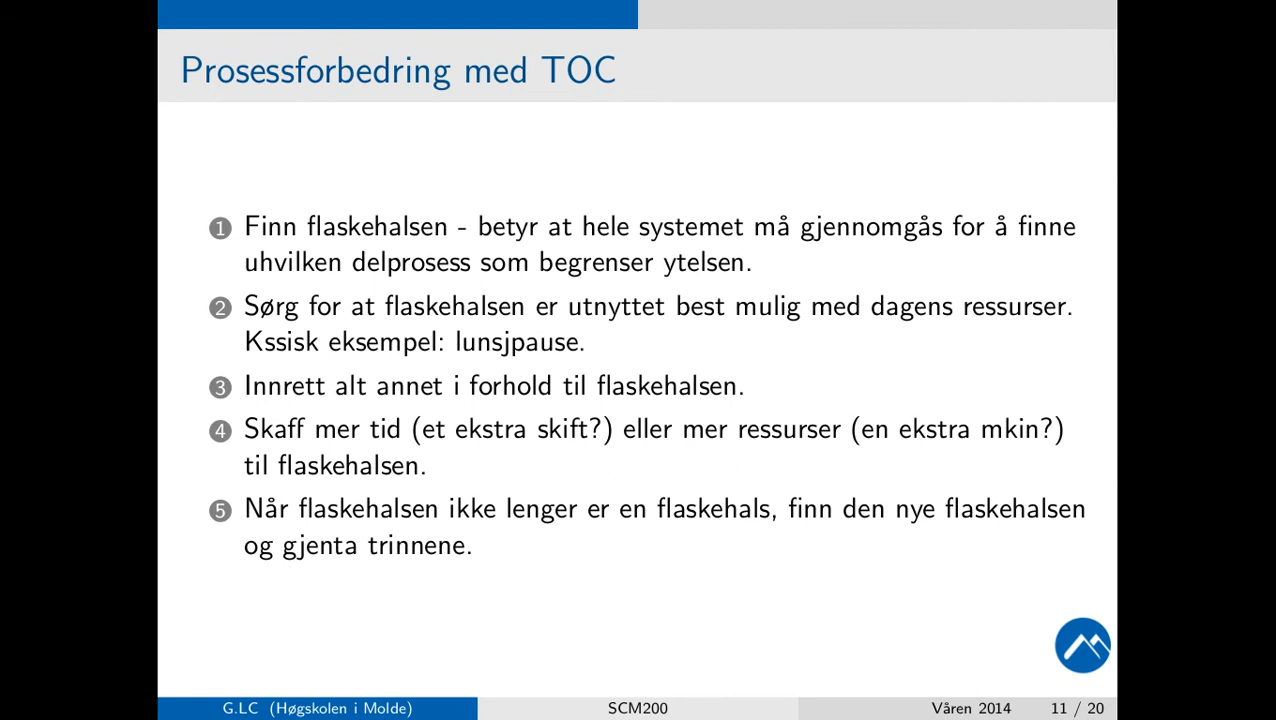 Prosessforbedring med TOC
1 Finn flaskehalsen - betyr at hele systemet må gjennomgås for å finne
uhvilken delprosess som begrenser ytelsen.
2 Sørg for at flaskehalsen er utnyttet best mulig med dagens ressurser.
Kssisk eksempel: lunsjpause.
3 Innrett alt annet i forhold til flaskehalsen.
4 Skaff mer tid (et ekstra skift?) eller mer ressurser (en ekstra mkin?)
til flaskehalsen.
5 Når flaskehalsen ikke lenger er en flaskehals, finn den nye flaskehalsen
og gjenta trinnene.
G.LC (Høgskolen i Molde) SCM200 Våren 2014 11 / 20